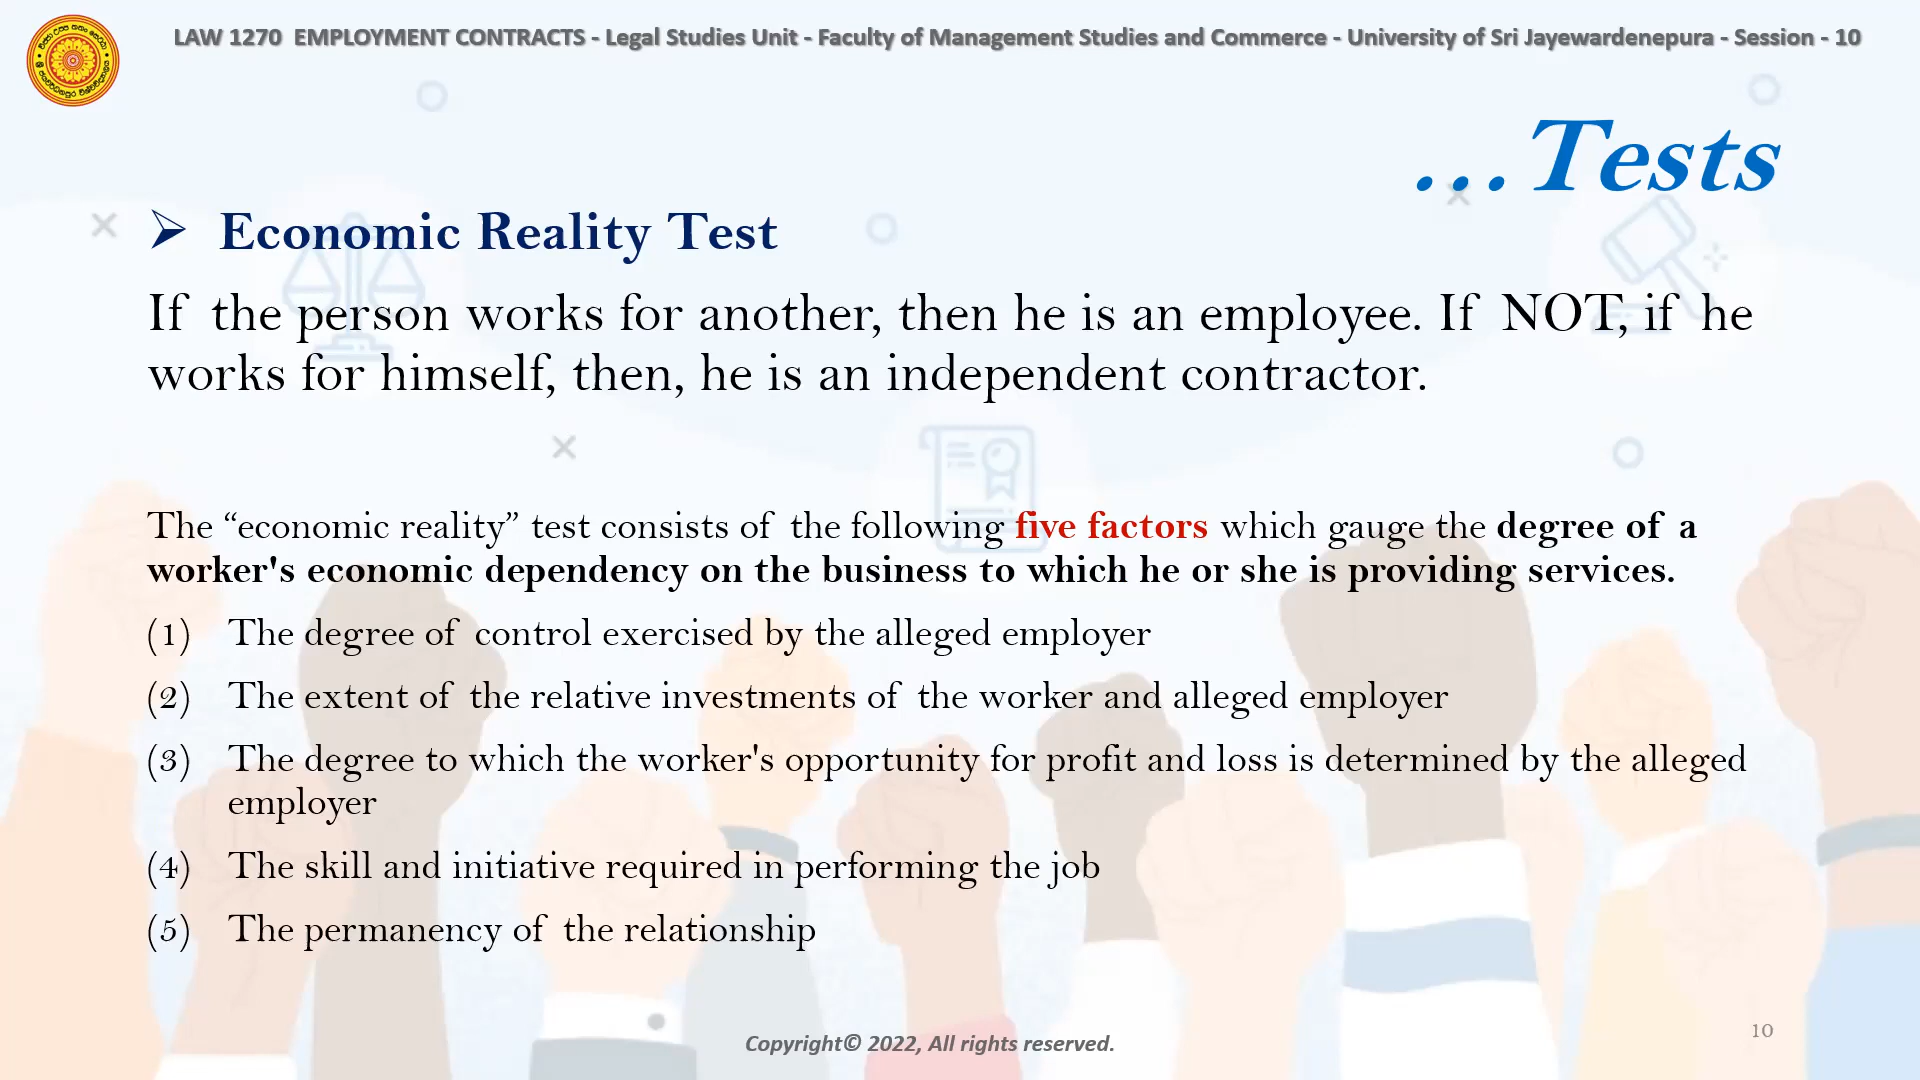 LAW 1270 EMPLOYMENT CONTRACTS - Legal Studies Unit - Faculty of Management Studies and Commerce - University of Sri Jayewardenepura - Session - 10
...Tests
➢ Economic Reality Test
If the person works for another, then he is an employee. If NOT, if he
works for himself, then, he is an independent contractor.
The “economic reality” test consists of the following five factors which gauge the degree of a
worker's economic dependency on the business to which he or she is providing services.
(1) The degree of control exercised by the alleged employer
(2) The extent of the relative investments of the worker and alleged employer
(3) The degree to which the worker's opportunity for profit and loss is determined by the alleged
employer
(4) The skill and initiative required in performing the job
(5) The permanency of the relationship
Copyright© 2022, All rights reserved.
10